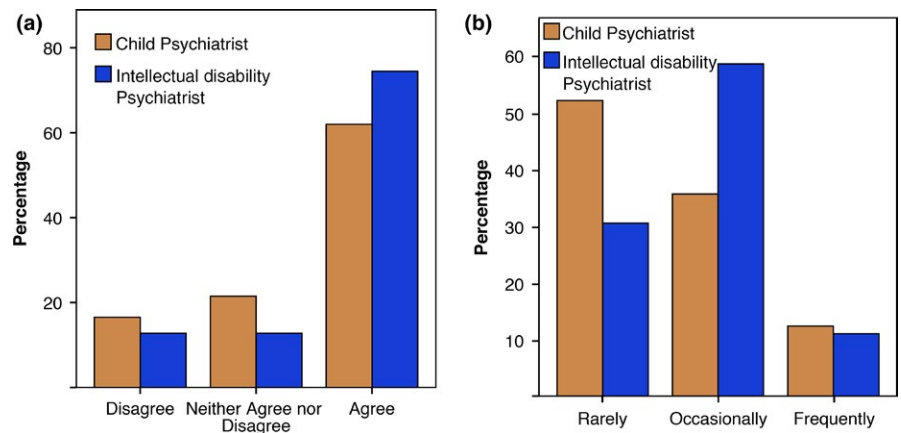 (a)
Child Psychiatrist
Intellectual disability
Psychiatrist
Percentage
80
60
40
20
Disagree
Neither Agree nor
Disagree
Agree
(b)
Child Psychiatrist
Intellectual disability
Psychiatrist
Percentage
60
50
40
30
20
10
Rarely
Occasionally
Frequently